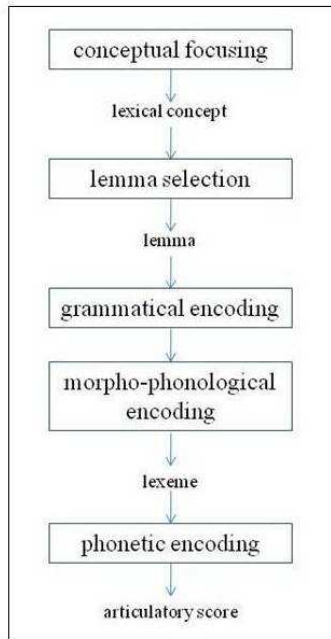 conceptual focusing
lexical concept
lemma selection
lemma
grammatical encoding
morpho-phonological
encoding
lexeme
phonetic encoding
articulatory score